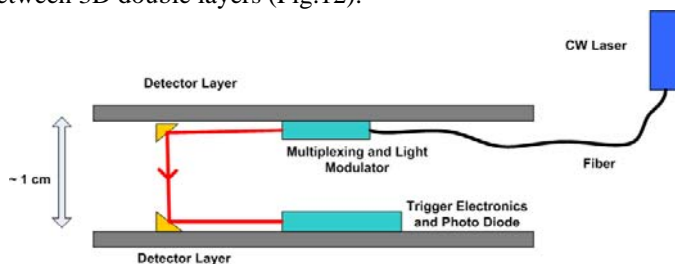 between 3D double layers (Fig.12).
CW Laser
Detector Layer
Multiplexing and Light
Modulator
Fiber
~ 1 cm
Trigger Electronics
and Photo Diode
Detector Layer